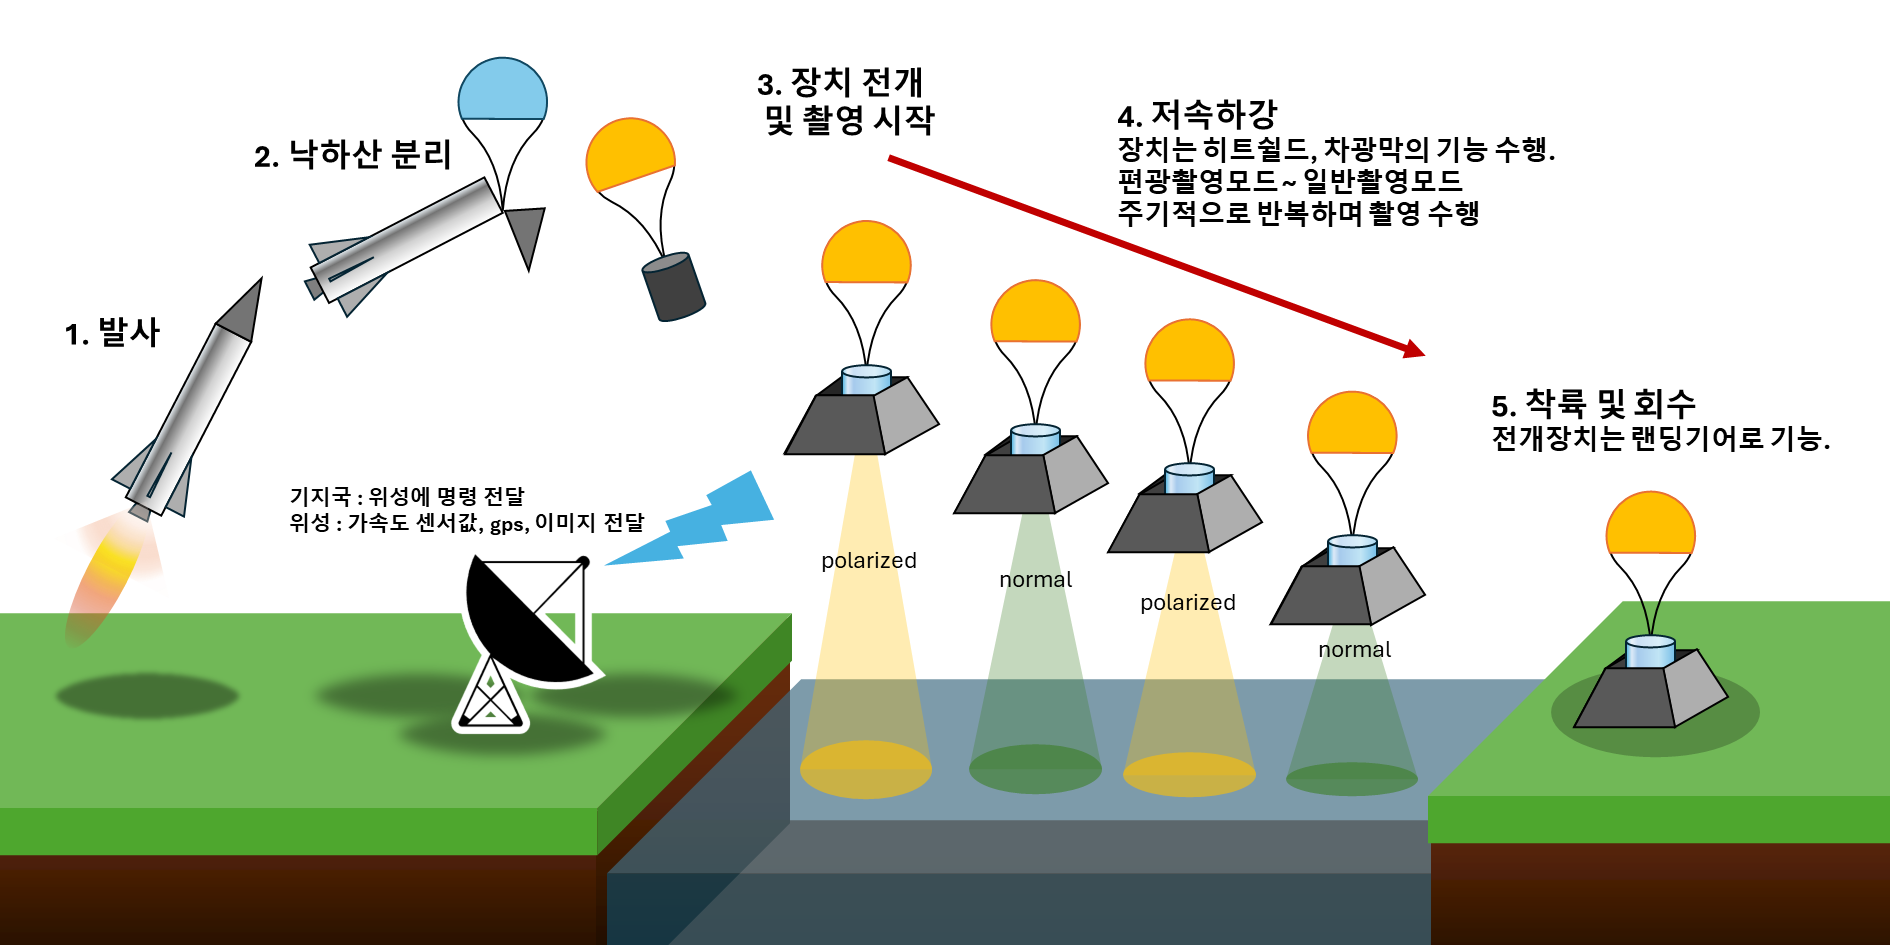 1. 발사
2. 낙하산 분리
3. 장치 전개
및 촬영 시작
4. 저속하강
장치는 히트쉴드, 차광막의 기능 수행.
편광촬영모드~ 일반촬영모드
주기적으로 반복하며 촬영 수행
5. 착륙 및 회수
전개장치는 랜딩기어로 기능.
기지국 : 위성에 명령 전달
위성 : 가속도 센서값, gps, 이미지 전달
polarized
normal
polarized
normal